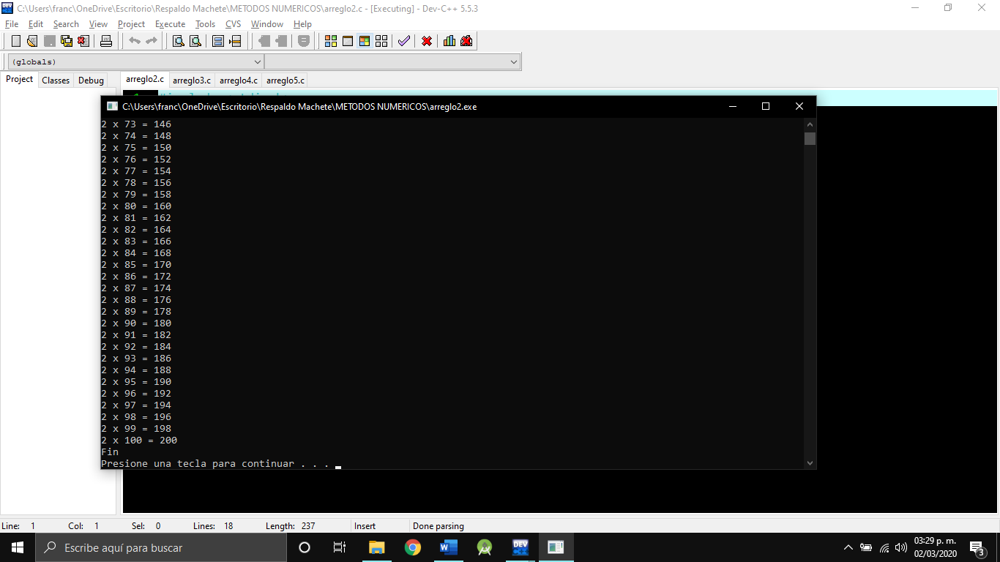 C:\Users\franc\OneDrive\Escritorio\Respaldo Machete\METODOS NUMERICOS\arreglo2.c - [Executing] - Dev-C++ 5.5.3
File Edit Search View Project Execute Tools CVS Window Help
(globals)
Project Classes Debug
arreglo2.c arreglo3.c arreglo4.c arreglo5.c
1
C:\Users\franc\OneDrive\Escritorio\Respaldo Machete\METODOS NUMERICOS\arreglo2.exe
2 x 73 = 146
2 x 74 = 148
2 x 75 = 150
2 x 76 = 152
2 x 77 = 154
2 x 78 = 156
2 x 79 = 158
2 x 80 = 160
2 x 81 = 162
2 x 82 = 164
2 x 83 = 166
2 x 84 = 168
2 x 85 = 170
2 x 86 = 172
2 x 87 = 174
2 x 88 = 176
2 x 89 = 178
2 x 90 = 180
2 x 91 = 182
2 x 92 = 184
2 x 93 = 186
2 x 94 = 188
2 x 95 = 190
2 x 96 = 192
2 x 97 = 194
2 x 98 = 196
2 x 99 = 198
2 x 100 = 200
Fin
Presione una tecla para continuar . . .
Line: 1 Col: 1 Sel: 0 Lines: 18 Length: 237 Insert Done parsing
Escribe aquí para buscar
W
DEV C++
03:29 p. m.
02/03/2020
3